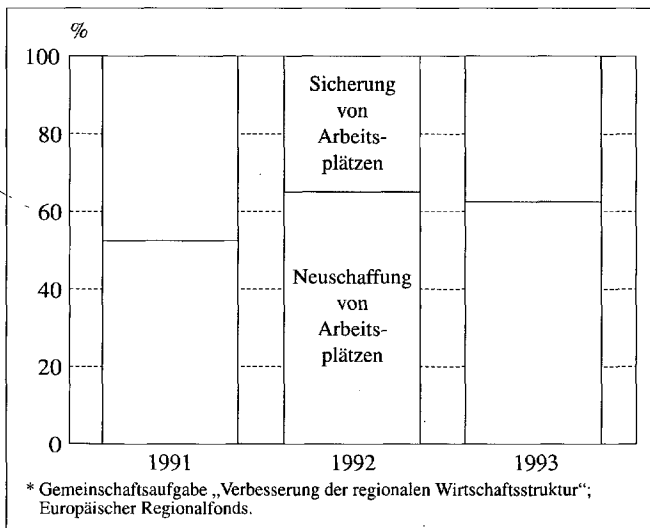 %
100
80
60
40
20
0
Sicherung
von
Arbeits-
plätzen
Neuschaffung
von
Arbeits-
plätzen
1991 1992 1993
* Gemeinschaftsaufgabe „Verbesserung der regionalen Wirtschaftsstruktur“;
Europäischer Regionalfonds.